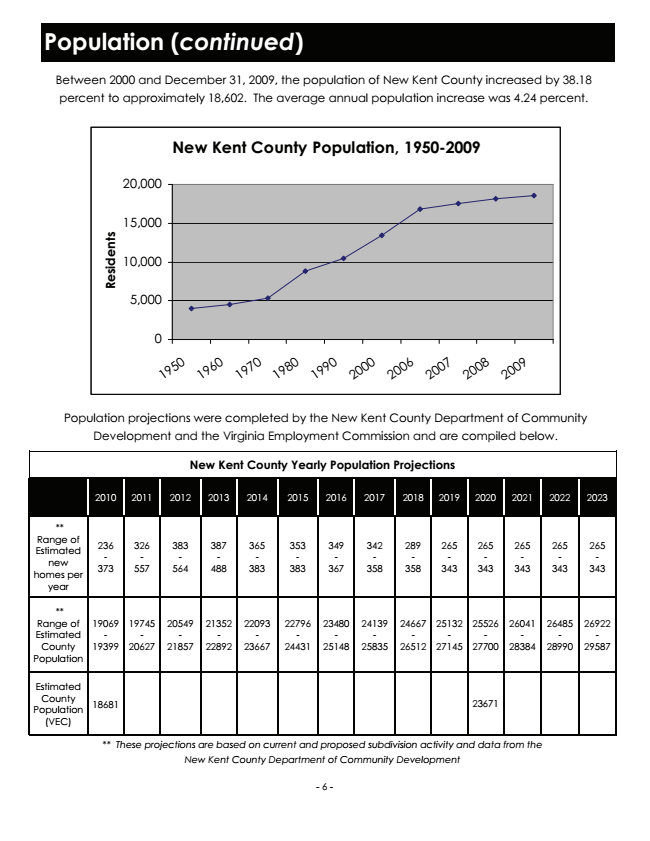 Population (continued)
Between 2000 and December 31, 2009, the population of New Kent County increased by 38.18
percent to approximately 18,602.  The average annual population increase was 4.24 percent.
New Kent County Population, 1950-2009
20,000
15,000
10,000
5,000
0
Residents
1950 1960 1970 1980 1990 2000 2006 2007 2008 2009
Population projections were completed by the New Kent County Department of Community
Development and the Virginia Employment Commission and are compiled below.
New Kent County Yearly Population Projections
2010 2011 2012 2013 2014 2015 2016 2017 2018 2019 2020 2021 2022 2023
**
Range of
Estimated
new
homes per
year
236 326 383 387 365 353 349 342 289 265 265 265 265 265
- - - - - - - - - - - - - -
373 557 564 488 383 383 367 358 358 343 343 343 343 343
**
Range of
Estimated
County
Population
19069 19745 20549 21352 22093 22796 23480 24139 24667 25132 25526 26041 26485 26922
- - - - - - - - - - - - - -
19399 20627 21857 22892 23667 24431 25148 25835 26512 27145 27700 28384 28990 29587
Estimated
County
Population
(VEC)
18681 23671
** These projections are based on current and proposed subdivision activity and data from the
New Kent County Department of Community Development
- 6 -